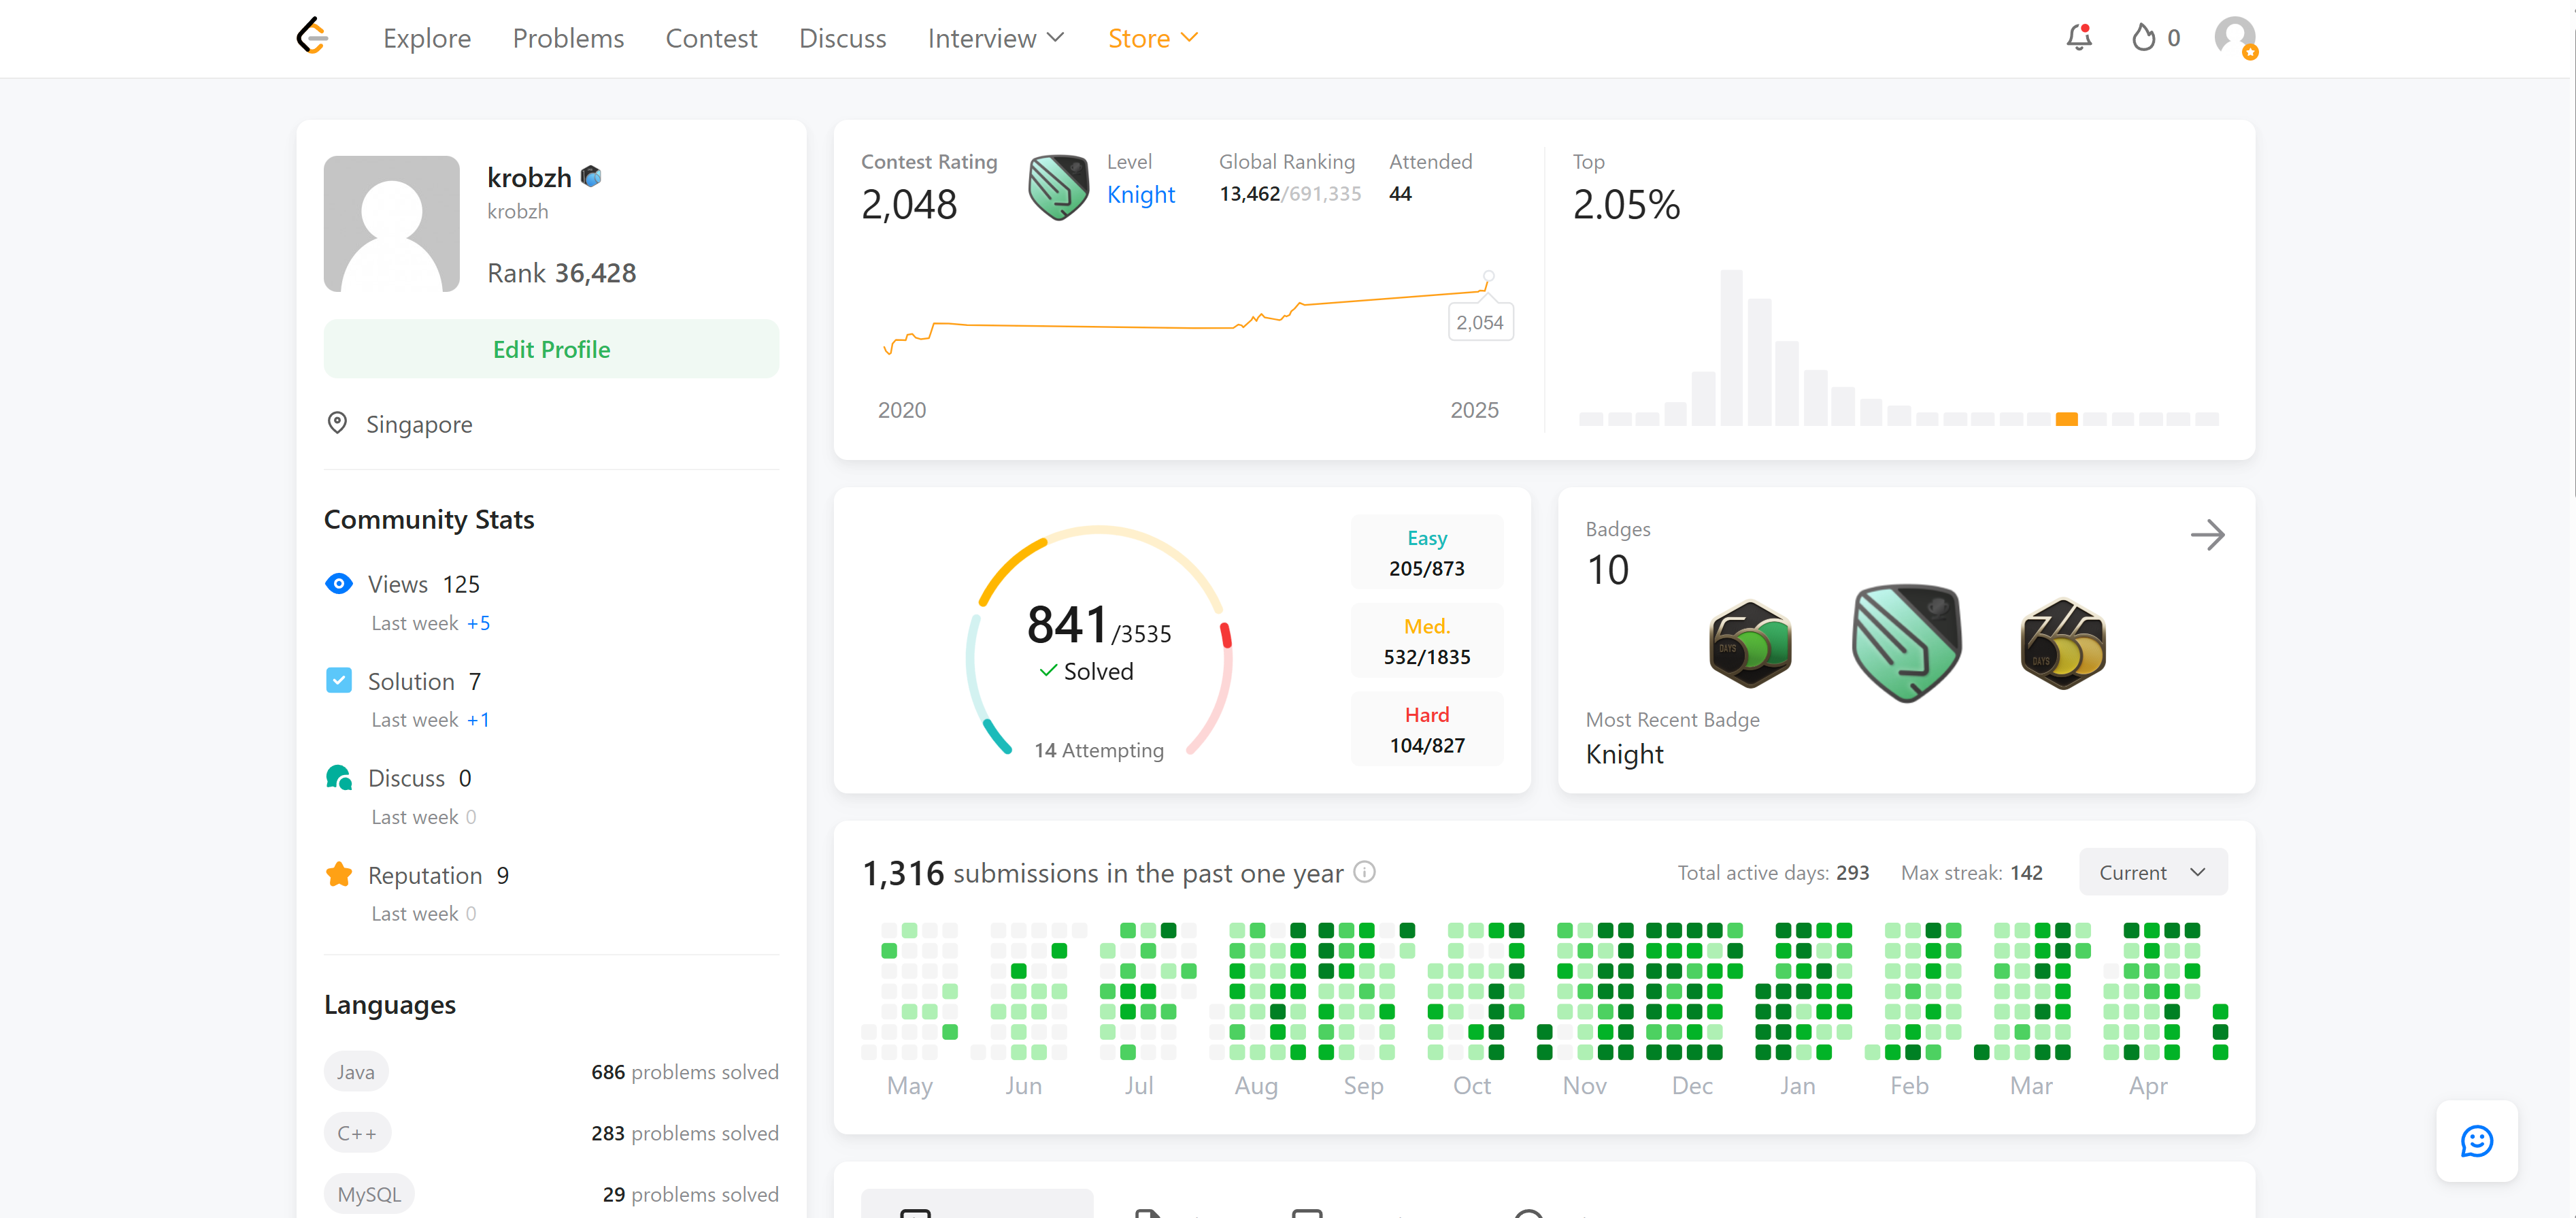 Explore Problems Contest Discuss Interview Store 0
krobzh
krobzh
Rank 36,428
Edit Profile
Singapore
Community Stats
Views 125
Last week +5
Solution 7
Last week +1
Discuss 0
Last week 0
Reputation 9
Last week 0
Languages
Java 686 problems solved
C++ 283 problems solved
MySQL 29 problems solved
Contest Rating
2,048
Level
Knight
Global Ranking
13,462/691,335
Attended
44
2,054
2020 2025
Top
2.05%
841/3535
Solved
14 Attempting
Easy
205/873
Med.
532/1835
Hard
104/827
Badges
10
DAYS
DAYS
Most Recent Badge
Knight
1,316 submissions in the past one year Total active days: 293 Max streak: 142 Current
May Jun Jul Aug Sep Oct Nov Dec Jan Feb Mar Apr